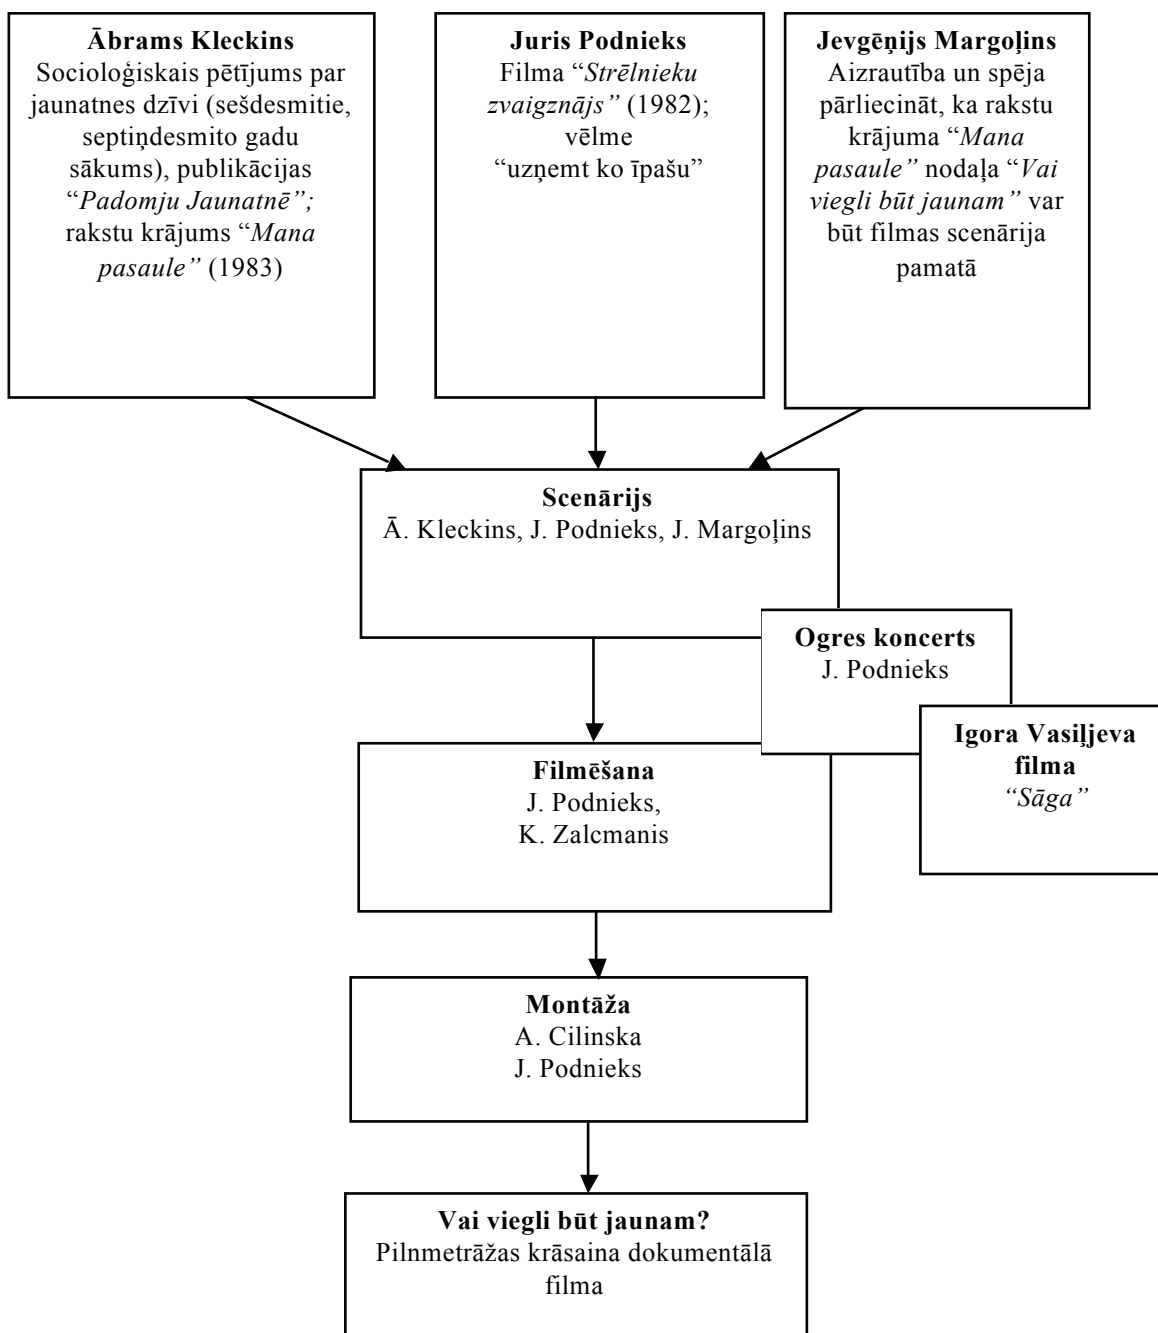 Ābrams Kleckins
Socioloģiskais pētījums par
jaunatnes dzīvi (sešdesmitie,
septiņdesmito gadu
sākums), publikācijas
“Padomju Jaunatnē”;
rakstu krājums “Mana
pasaule” (1983)
Juris Podnieks
Filma “Strēlnieku
zvaigznājs” (1982);
vēlme
“uzņemt ko īpašu”
Jevgēņijs Margoļins
Aizrautība un spēja
pārliecināt, ka rakstu
krājuma “Mana
pasaule” nodaļa “Vai
viegli būt jaunam” var
būt filmas scenārija
pamatā
Scenārijs
Ā. Kleckins, J. Podnieks, J. Margoļins
Ogres koncerts
J. Podnieks
Igora Vasiļjeva
filma
“Sāga”
Filmēšana
J. Podnieks,
K. Zalcmanis
Montāža
A. Cilinska
J. Podnieks
Vai viegli būt jaunam?
Pilnmetrāžas krāsaina dokumentālā
filma